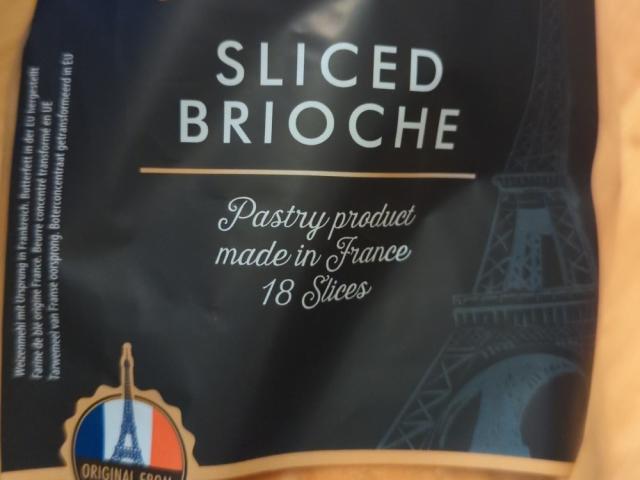 SLICED
BRIOCHE
Pastry product
made in France
18 Slices
Weizenmehl mit Ursprung in Frankreich. Butterfett in der EU hergestellt
Farine de blé origine France. Beurre concentré transformé en UE
Tarwemeel van Franse oorsprong. Boterconcentraat getransformeerd in EU
ORIGINAL FROM